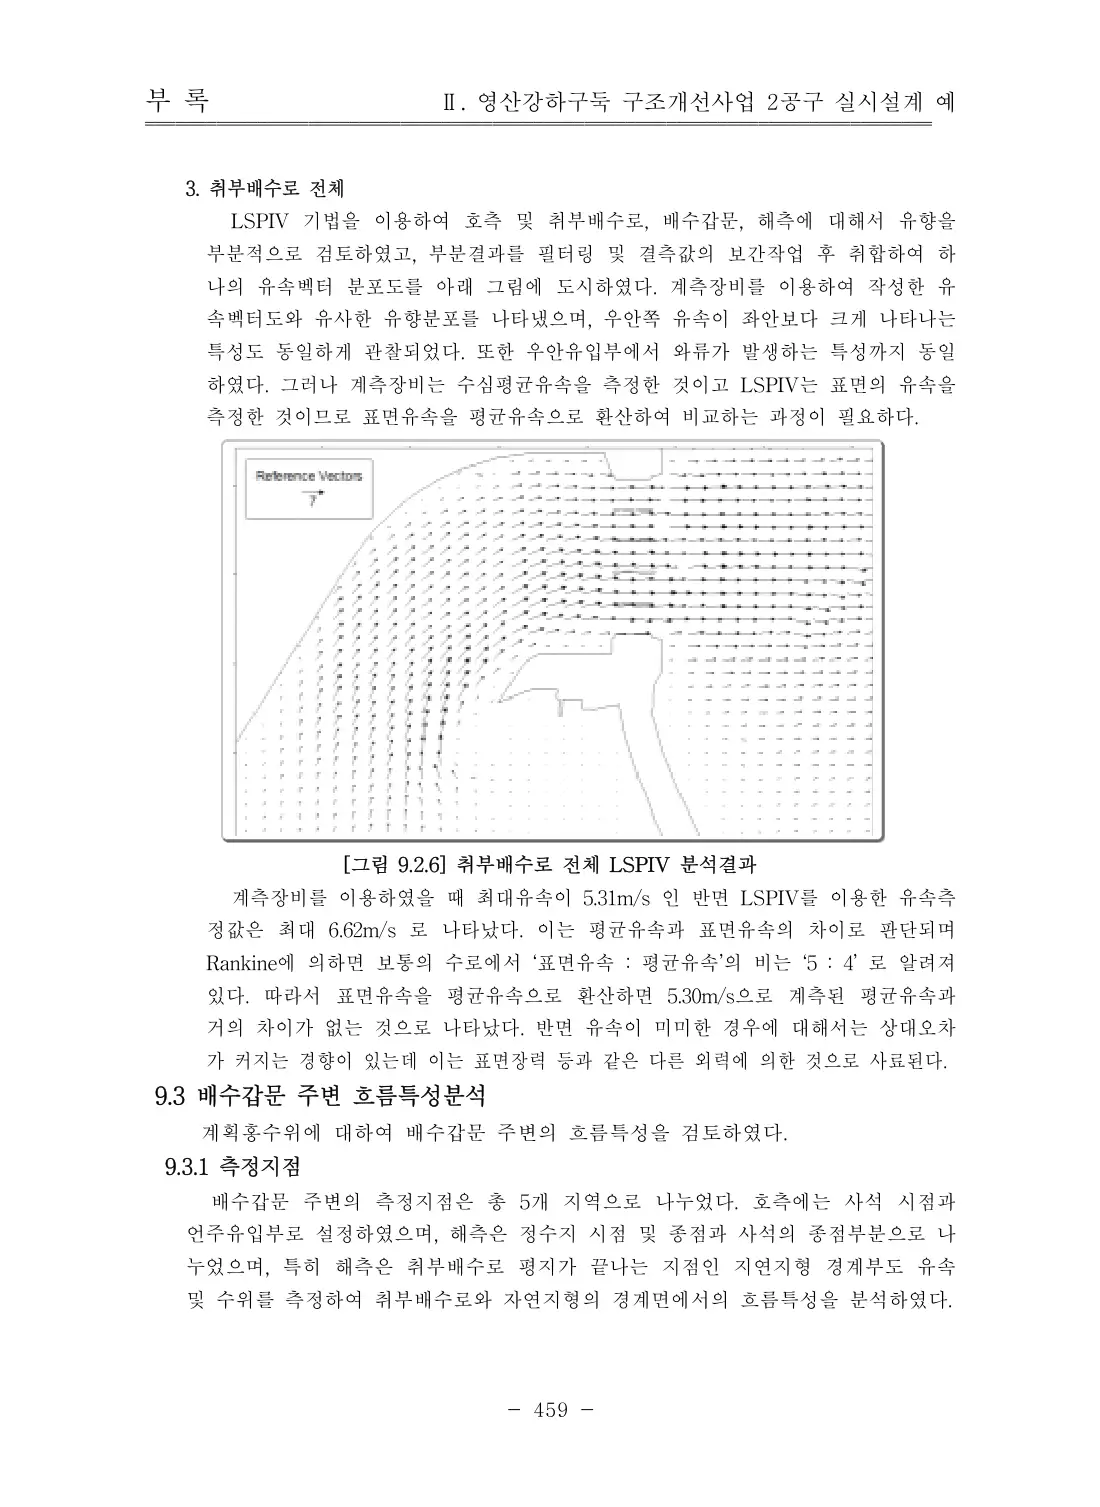 부 록
Ⅱ. 영산강하구둑 구조개선사업 2공구 실시설계 예
3. 취부배수로 전체
LSPIV 기법을 이용하여 호측 및 취부배수로, 배수갑문, 해측에 대해서 유향을
부분적으로 검토하였고, 부분결과를 필터링 및 결측값의 보간작업 후 취합하여 하
나의 유속벡터 분포도를 아래 그림에 도시하였다. 계측장비를 이용하여 작성한 유
속벡터도와 유사한 유향분포를 나타냈으며, 우안쪽 유속이 좌안보다 크게 나타나는
특성도 동일하게 관찰되었다. 또한 우안유입부에서 와류가 발생하는 특성까지 동일
하였다. 그러나 계측장비는 수심평균유속을 측정한 것이고 LSPIV는 표면의 유속을
측정한 것이므로 표면유속을 평균유속으로 환산하여 비교하는 과정이 필요하다.
Reference Vectors
7
[그림 9.2.6] 취부배수로 전체 LSPIV 분석결과
계측장비를 이용하였을 때 최대유속이 5.31m/s 인 반면 LSPIV를 이용한 유속측
정값은 최대 6.62m/s 로 나타났다. 이는 평균유속과 표면유속의 차이로 판단되며
Rankine에 의하면 보통의 수로에서 ‘표면유속 : 평균유속’의 비는 ‘5 : 4’ 로 알려져
있다. 따라서 표면유속을 평균유속으로 환산하면 5.30m/s으로 계측된 평균유속과
거의 차이가 없는 것으로 나타났다. 반면 유속이 미미한 경우에 대해서는 상대오차
가 커지는 경향이 있는데 이는 표면장력 등과 같은 다른 외력에 의한 것으로 사료된다.
9.3 배수갑문 주변 흐름특성분석
계획홍수위에 대하여 배수갑문 주변의 흐름특성을 검토하였다.
9.3.1 측정지점
배수갑문 주변의 측정지점은 총 5개 지역으로 나누었다. 호측에는 사석 시점과
언주유입부로 설정하였으며, 해측은 정수지 시점 및 종점과 사석의 종점부분으로 나
누었으며, 특히 해측은 취부배수로 평지가 끝나는 지점인 지연지형 경계부도 유속
및 수위를 측정하여 취부배수로와 자연지형의 경계면에서의 흐름특성을 분석하였다.
- 459 -